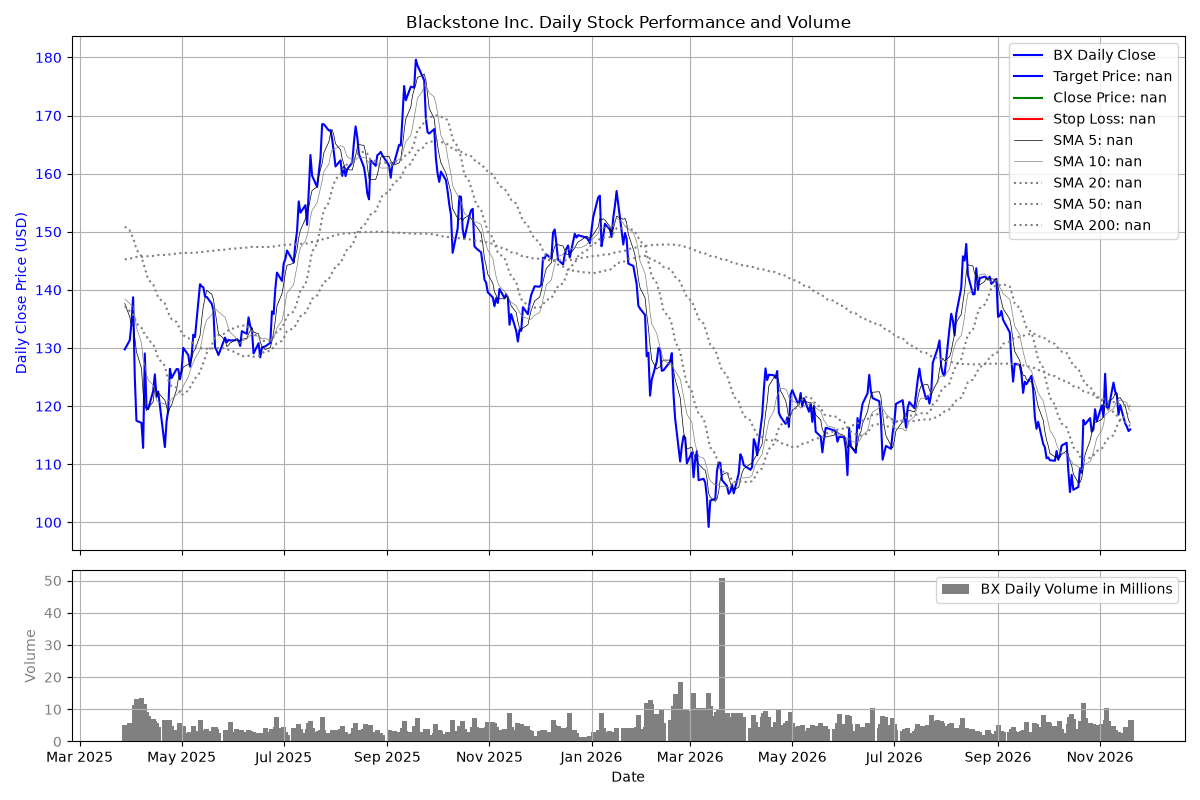 Blackstone Inc. Daily Stock Performance and Volume
Daily Close Price (USD)
180
170
160
150
140
130
120
110
100
BX Daily Close
Target Price: nan
Close Price: nan
Stop Loss: nan
SMA 5: nan
SMA 10: nan
SMA 20: nan
SMA 50: nan
SMA 200: nan
Volume
50
40
30
20
10
0
BX Daily Volume in Millions
Mar 2025 May 2025 Jul 2025 Sep 2025 Nov 2025 Jan 2026 Mar 2026 May 2026 Jul 2026 Sep 2026 Nov 2026
Date